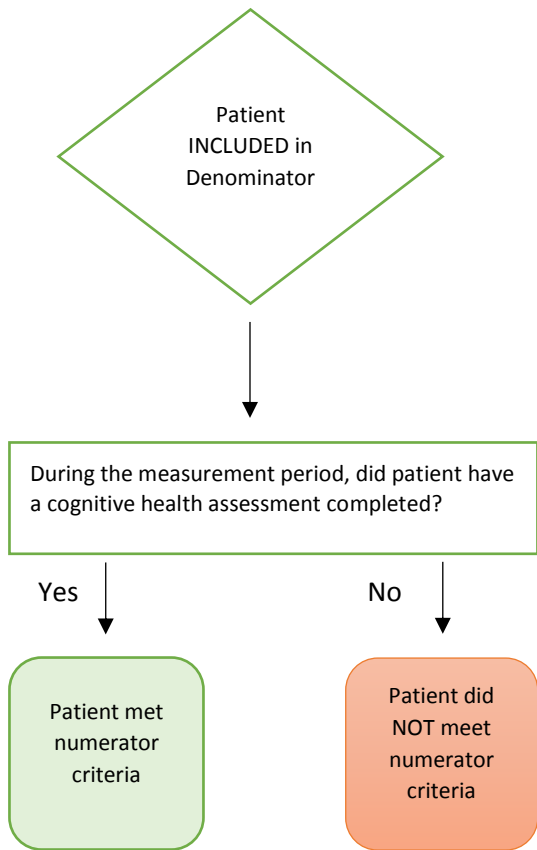 Patient
INCLUDED in
Denominator
During the measurement period, did patient have
a cognitive health assessment completed?
Yes
No
Patient met
numerator
criteria
Patient did
NOT meet
numerator
criteria